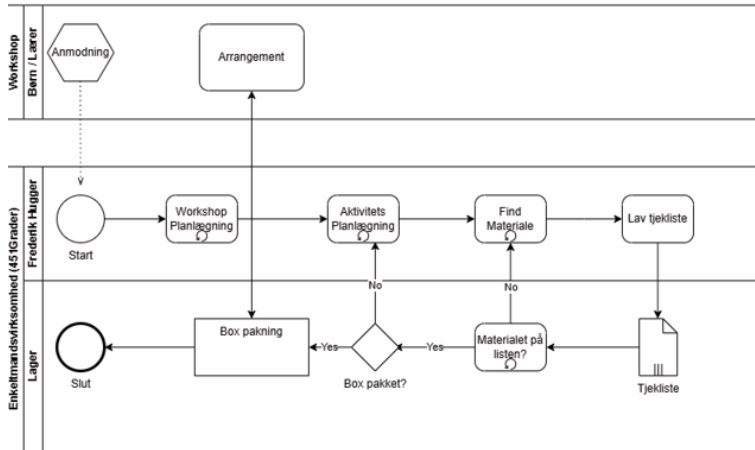 Workshop
Børn / Lærer
Anmodning
Arrangement
Enkeltmandsvirksomhed (451Grader)
Frederik Hugger
Start
Workshop
Planlægning
Aktivitets
Planlægning
Find
Materiale
Lav tjekliste
No
No
Lager
Slut
Box pakning
Yes
Box pakket?
Yes
Materialet på
listen?
Tjekliste